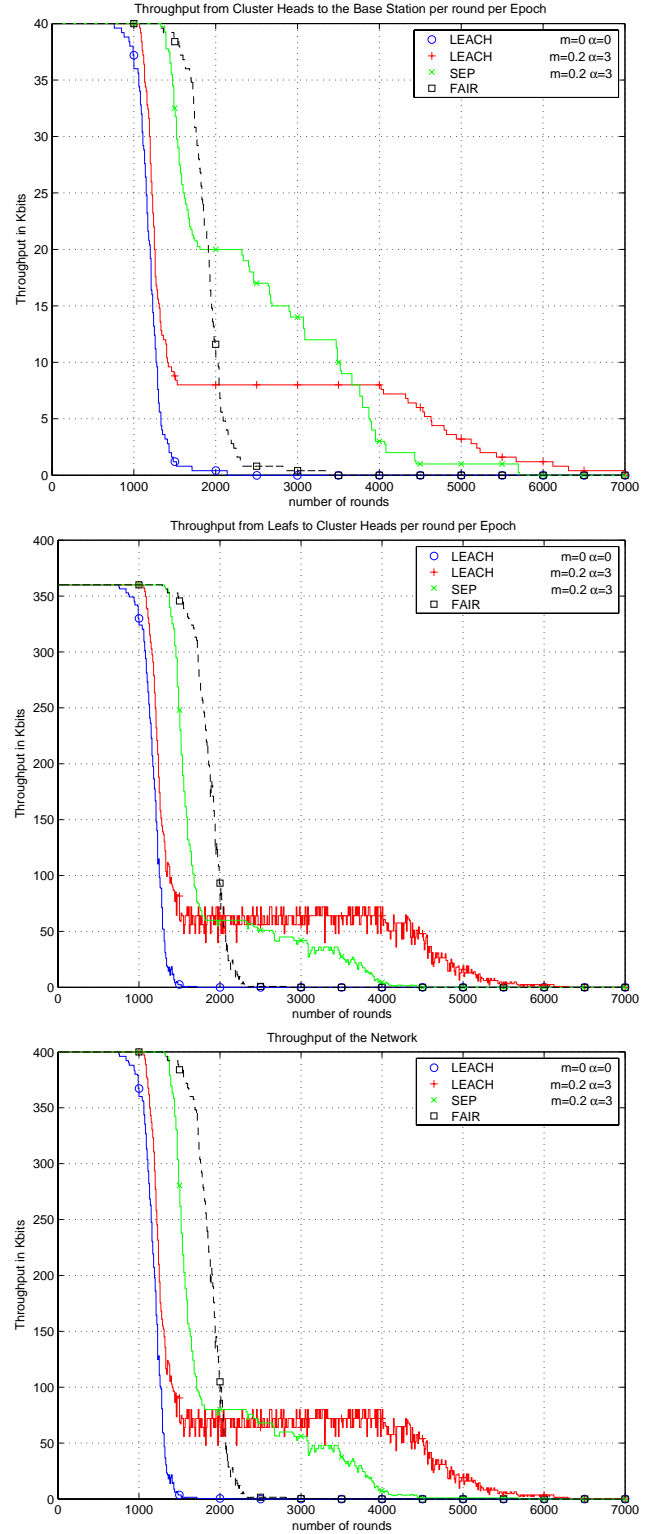 Throughput from Cluster Heads to the Base Station per round per Epoch
40
35
30
25
20
15
10
5
0
Throughput in Kbits
LEACH m=0 α=0
LEACH m=0.2 α=3
SEP m=0.2 α=3
FAIR
0 1000 2000 3000 4000 5000 6000 7000
number of rounds
Throughput from Leafs to Cluster Heads per round per Epoch
400
350
300
250
200
150
100
50
0
Throughput in Kbits
LEACH m=0 α=0
LEACH m=0.2 α=3
SEP m=0.2 α=3
FAIR
0 1000 2000 3000 4000 5000 6000 7000
number of rounds
Throughput of the Network
400
350
300
250
200
150
100
50
0
Throughput in Kbits
LEACH m=0 α=0
LEACH m=0.2 α=3
SEP m=0.2 α=3
FAIR
0 1000 2000 3000 4000 5000 6000 7000
number of rounds